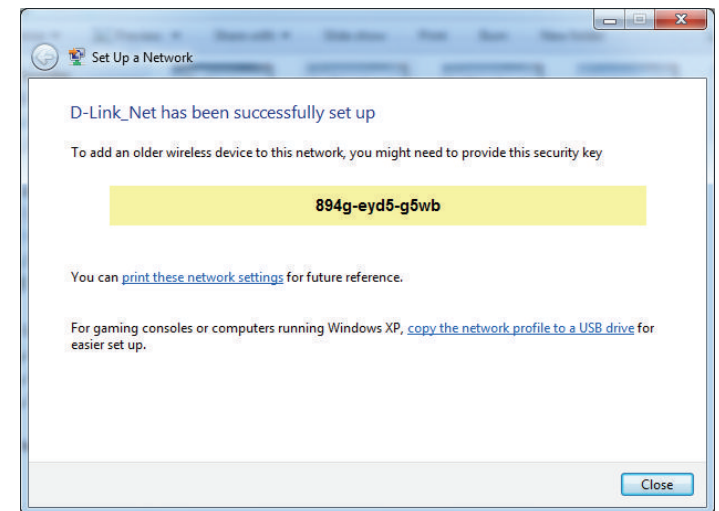 Set Up a Network
D-Link_Net has been successfully set up
To add an older wireless device to this network, you might need to provide this security key
894g-eyd5-g5wb
You can print these network settings for future reference.
For gaming consoles or computers running Windows XP, copy the network profile to a USB drive for
easier set up.
Close